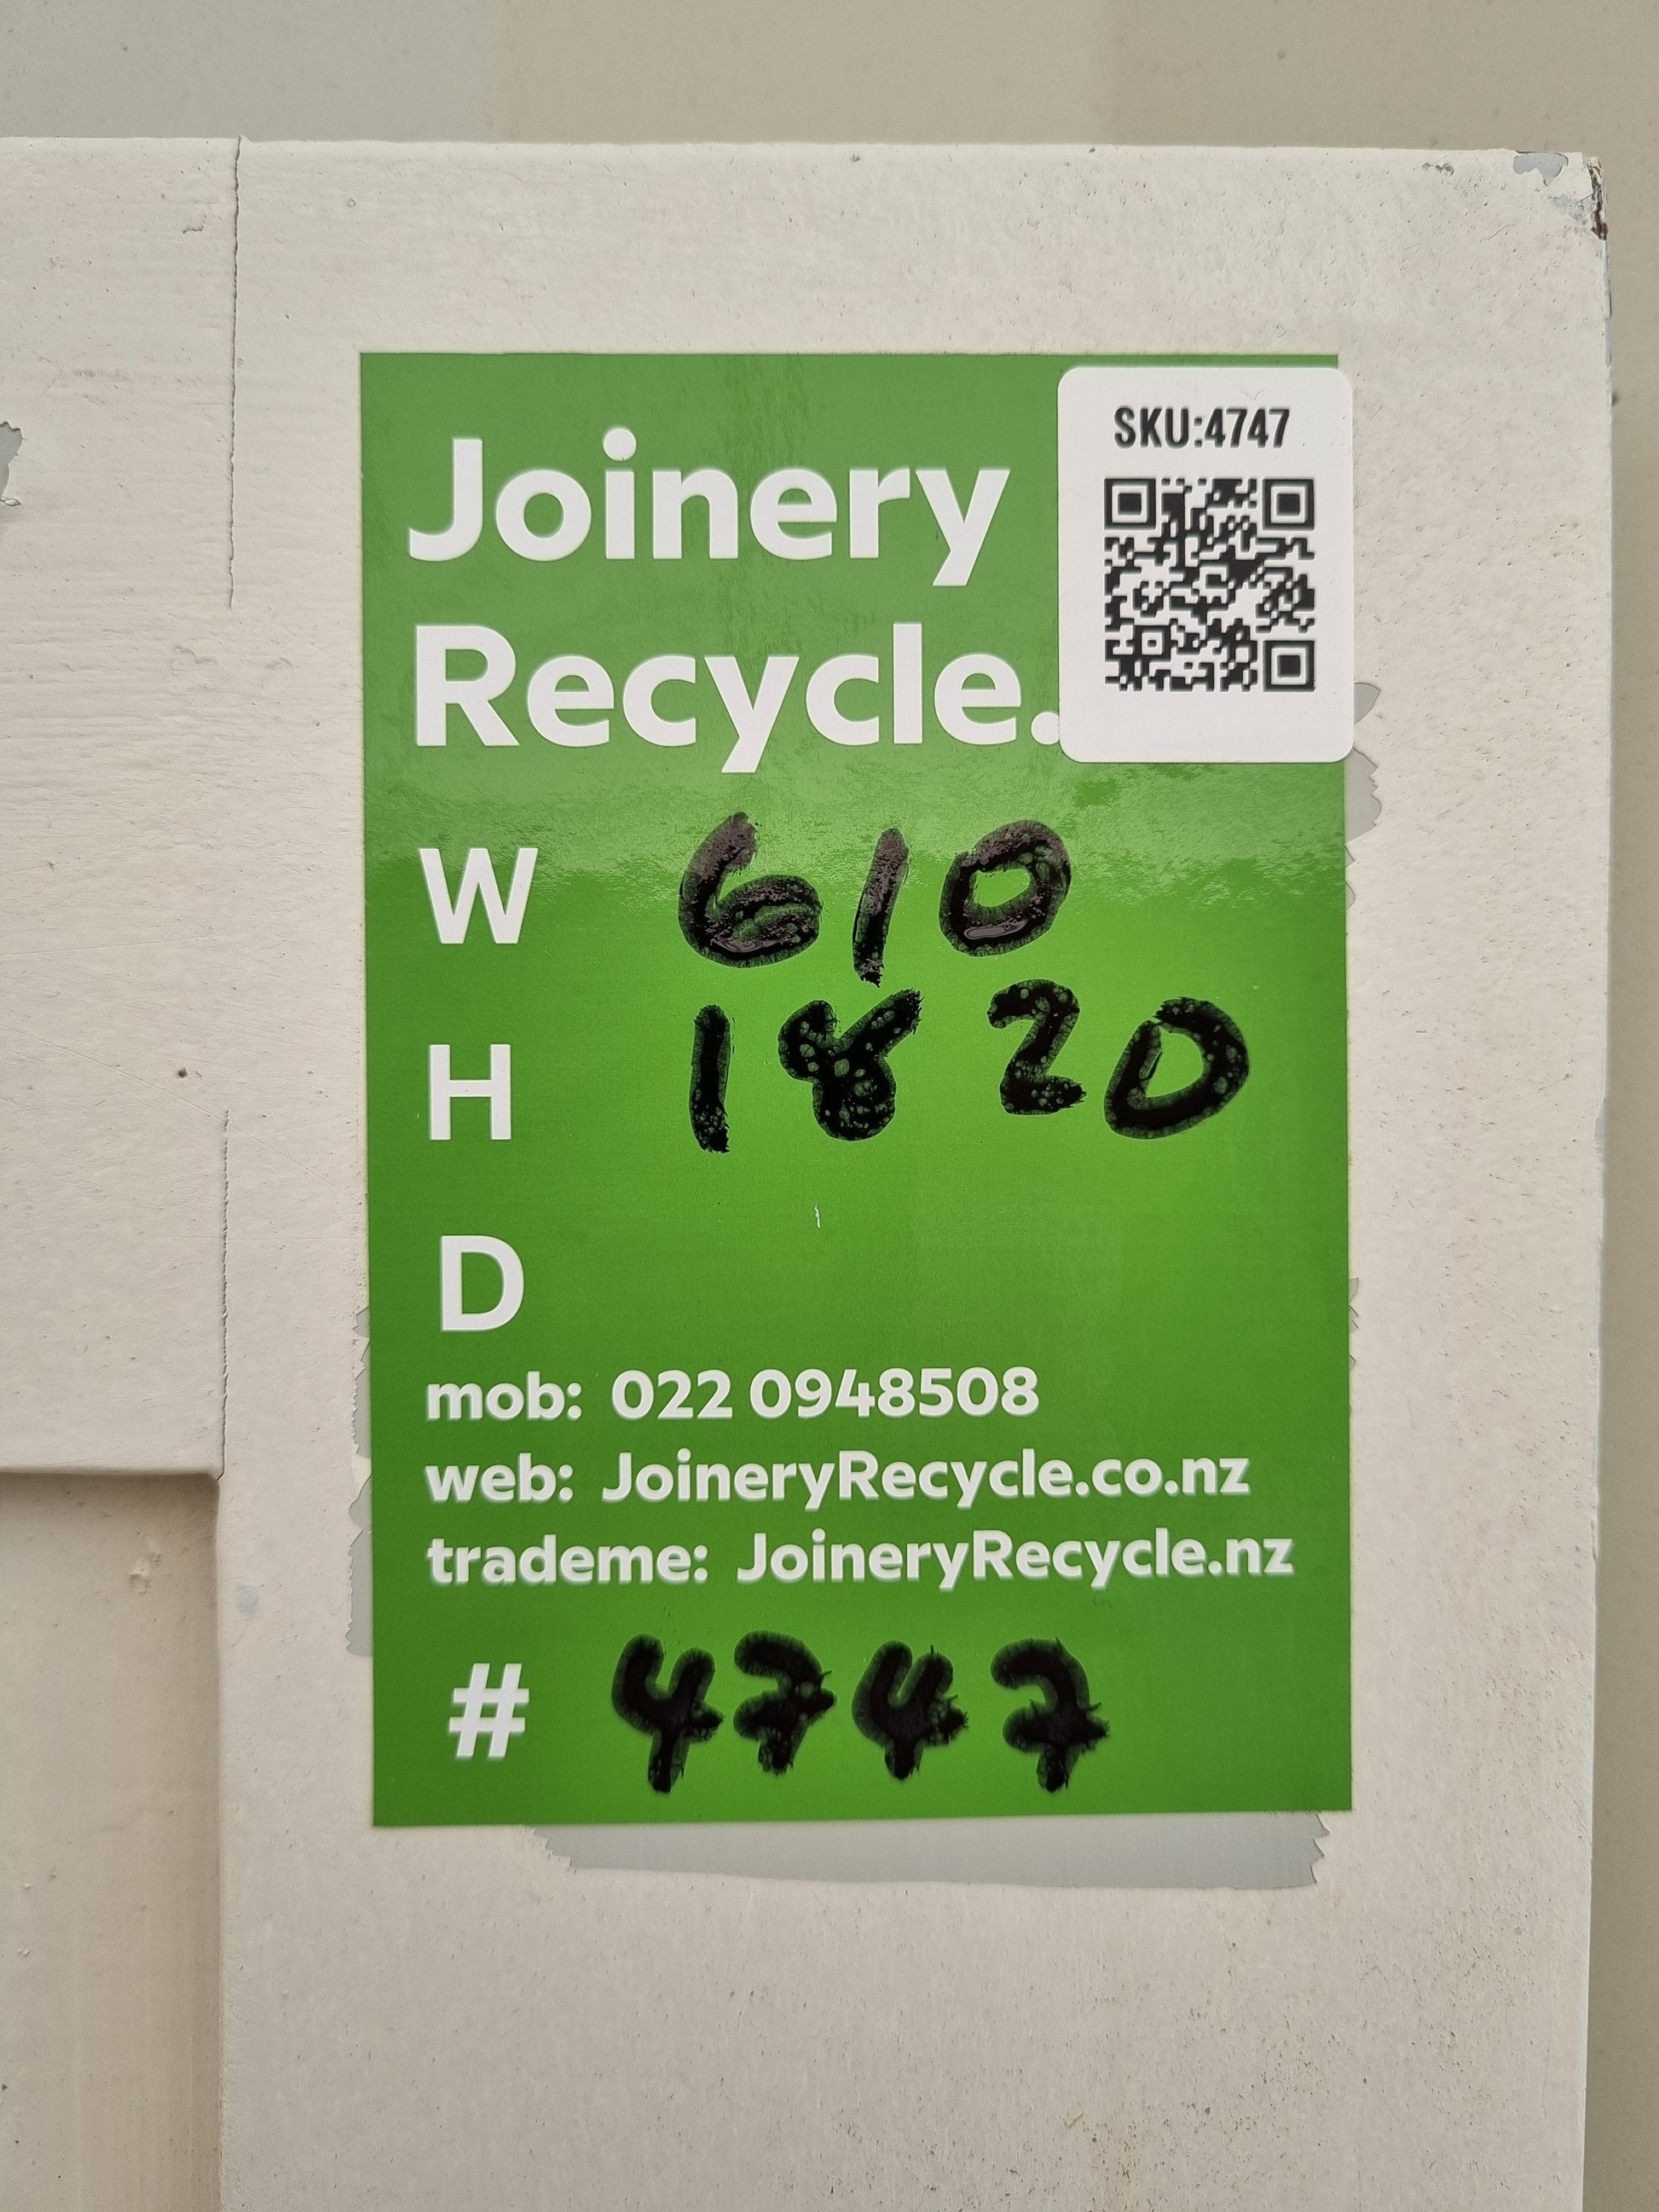 SKU:4747
Joinery
Recycle.
W 610
H 1820
D
mob: 022 0948508
web: JoineryRecycle.co.nz
trademe: JoineryRecycle.nz
# 4747